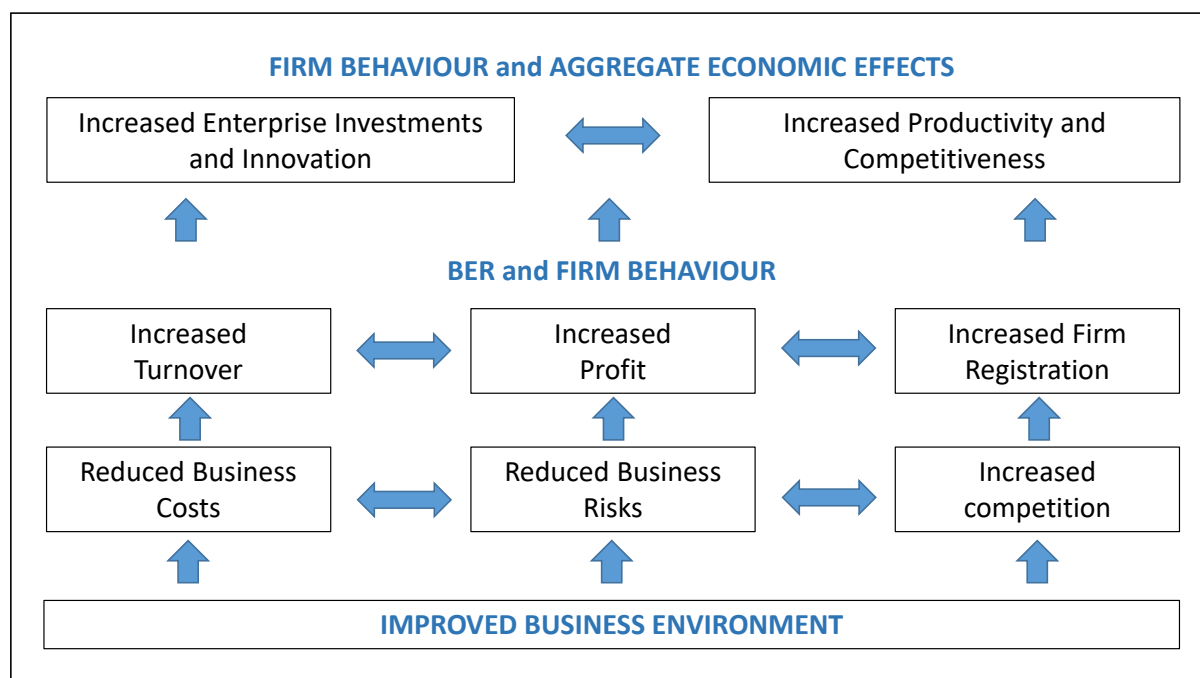 FIRM BEHAVIOUR and AGGREGATE ECONOMIC EFFECTS
Increased Enterprise Investments
and Innovation
Increased Productivity and
Competitiveness
BER and FIRM BEHAVIOUR
Increased
Turnover
Increased
Profit
Increased Firm
Registration
Reduced Business
Costs
Reduced Business
Risks
Increased
competition
IMPROVED BUSINESS ENVIRONMENT